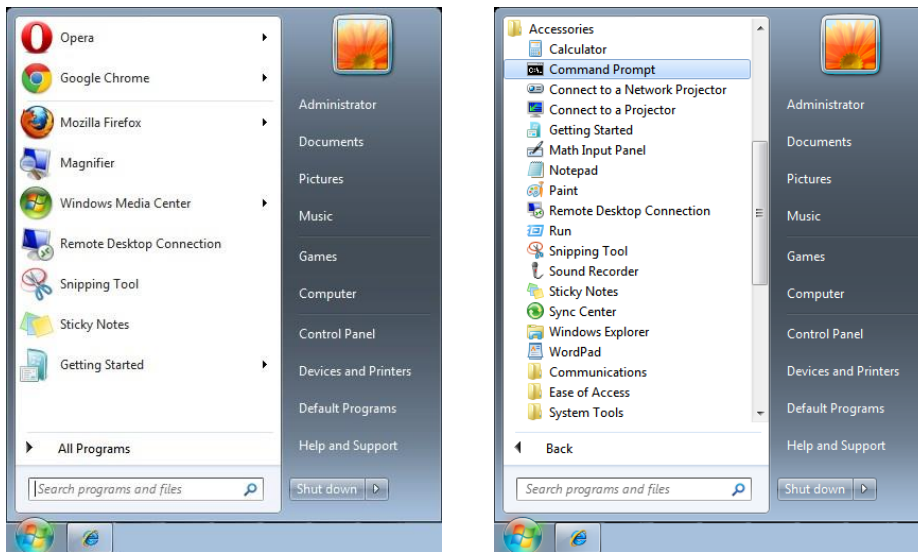 Opera
Google Chrome
Mozilla Firefox
Magnifier
Windows Media Center
Remote Desktop Connection
Snipping Tool
Sticky Notes
Getting Started
All Programs
Search programs and files
Administrator
Documents
Pictures
Music
Games
Computer
Control Panel
Devices and Printers
Default Programs
Help and Support
Shut down
Accessories
Calculator
C:\.
Command Prompt
Connect to a Network Projector
Connect to a Projector
Getting Started
Math Input Panel
Notepad
Paint
Remote Desktop Connection
Run
Snipping Tool
Sound Recorder
Sticky Notes
Sync Center
Windows Explorer
WordPad
Communications
Ease of Access
System Tools
Back
Search programs and files
Administrator
Documents
Pictures
Music
Games
Computer
Control Panel
Devices and Printers
Default Programs
Help and Support
Shut down